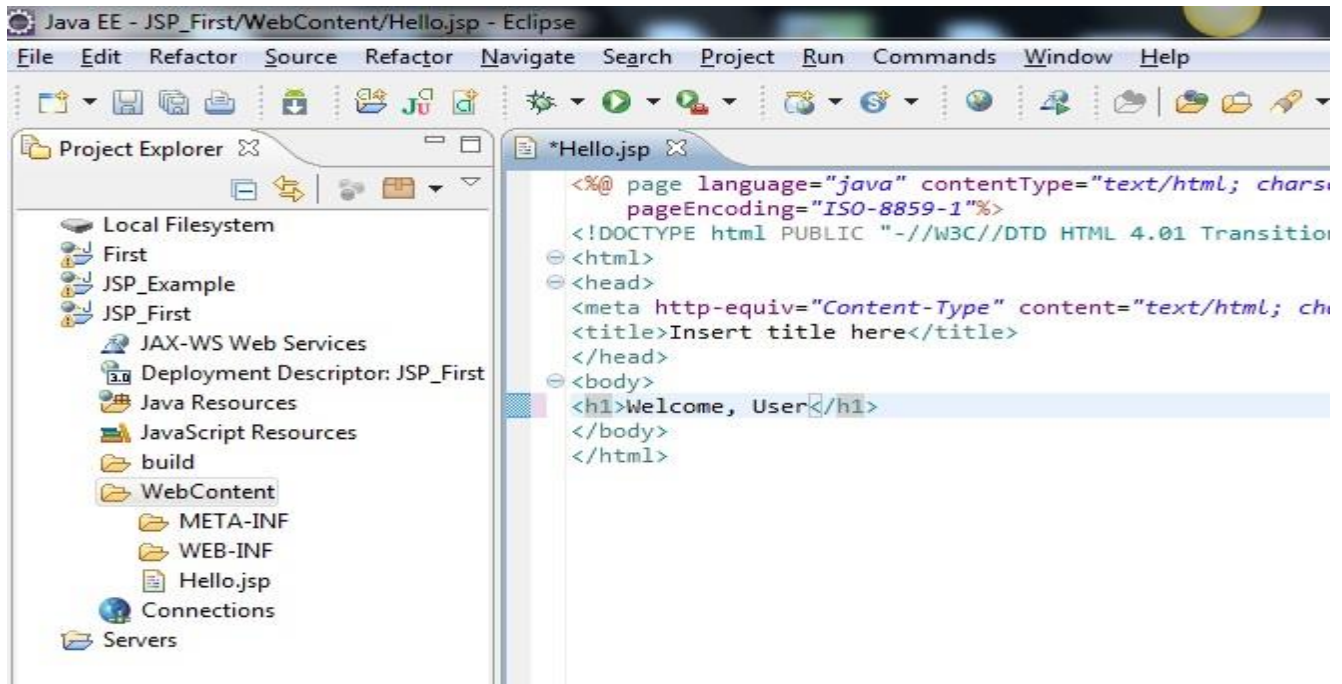 Java EE - JSP_First/WebContent/Hello.jsp - Eclipse
File Edit Refactor Source Refactor Navigate Search Project Run Commands Window Help
Project Explorer
Local Filesystem
First
JSP_Example
JSP_First
JAX-WS Web Services
3.0 Deployment Descriptor: JSP_First
Java Resources
JavaScript Resources
build
WebContent
META-INF
WEB-INF
Hello.jsp
Connections
Servers
*Hello.jsp
<%@ page language="java" contentType="text/html; charse
pageEncoding="ISO-8859-1"%>
<!DOCTYPE html PUBLIC "-//W3C//DTD HTML 4.01 Transition
<html>
<head>
<meta http-equiv="Content-Type" content="text/html; cha
<title>Insert title here</title>
</head>
<body>
<h1>Welcome, User</h1>
</body>
</html>